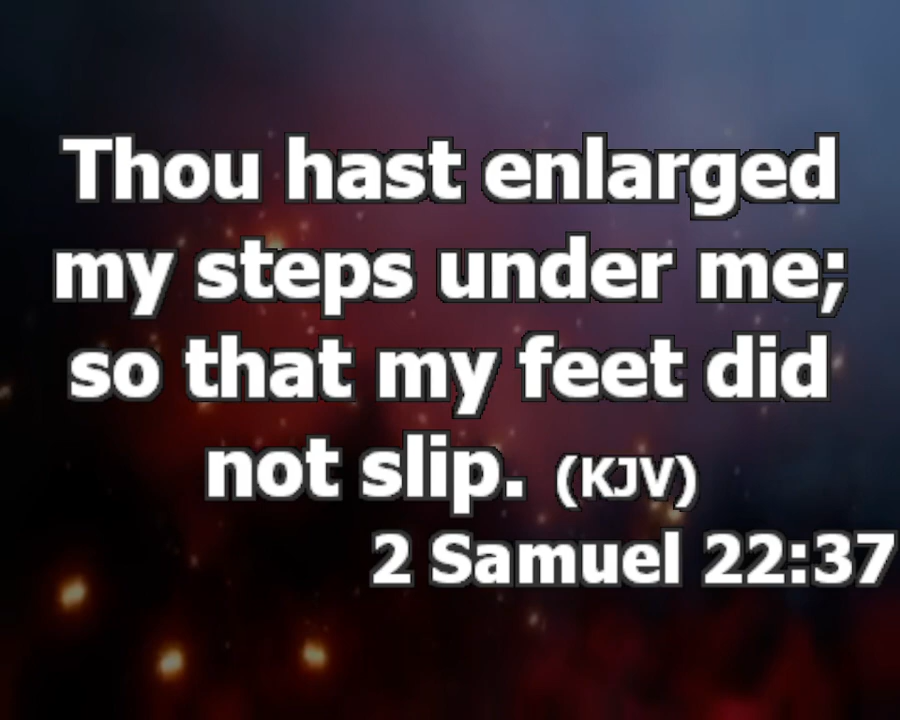 Thou hast enlarged
my steps under me;
so that my feet did
not slip. (KJV)
2 Samuel 22:37